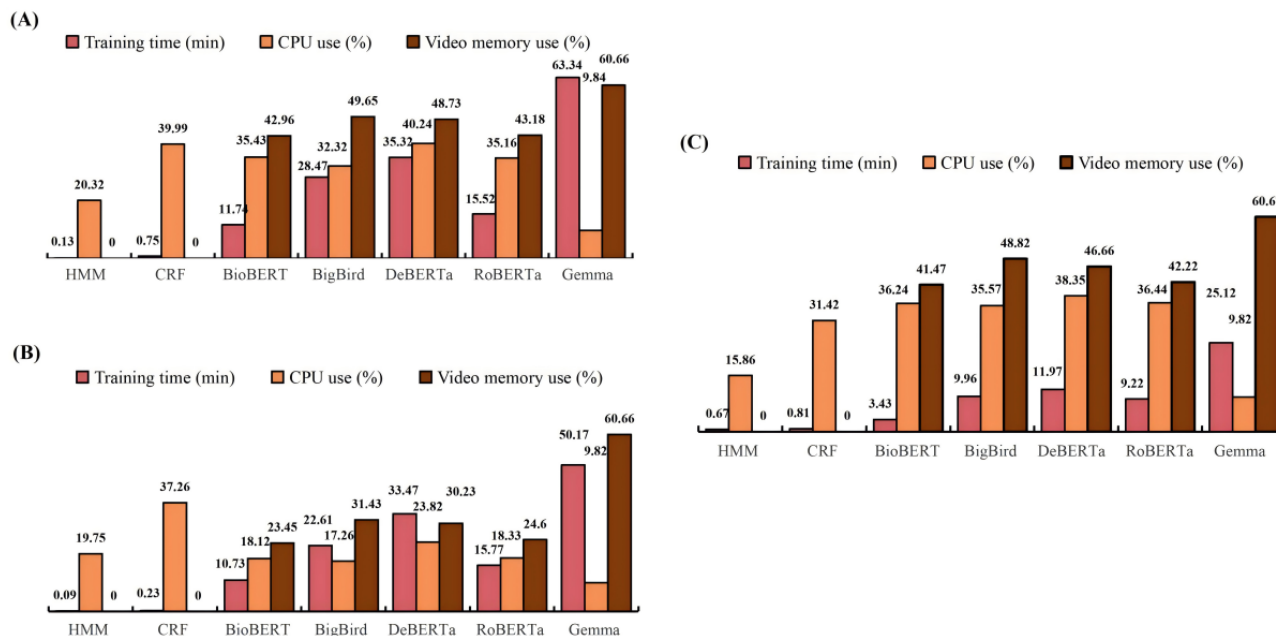 (A)
Training time (min) CPU use (%) Video memory use (%)
63.34 9.84 60.66
49.65 48.73
39.99 42.96 40.24 43.18
35.43 32.32 35.32 35.16
28.47
20.32
11.74 15.52
0.13 0 0.75 0
HMM CRF BioBERT BigBird DeBERTa RoBERTa Gemma
(B)
Training time (min) CPU use (%) Video memory use (%)
50.17 9.82 60.66
37.26
33.47 23.82 30.23
22.61 17.26 31.43
19.75 10.73 18.12 23.45 15.77 18.33 24.6
0.09 0 0.23 0
HMM CRF BioBERT BigBird DeBERTa RoBERTa Gemma
(C)
Training time (min) CPU use (%) Video memory use (%)
60.6
48.82 46.66
41.47 42.22
36.24 35.57 38.35 36.44
31.42 25.12
9.82
15.86
9.96 11.97 9.22
3.43
0.67 0 0.81 0
HMM CRF BioBERT BigBird DeBERTa RoBERTa Gemma